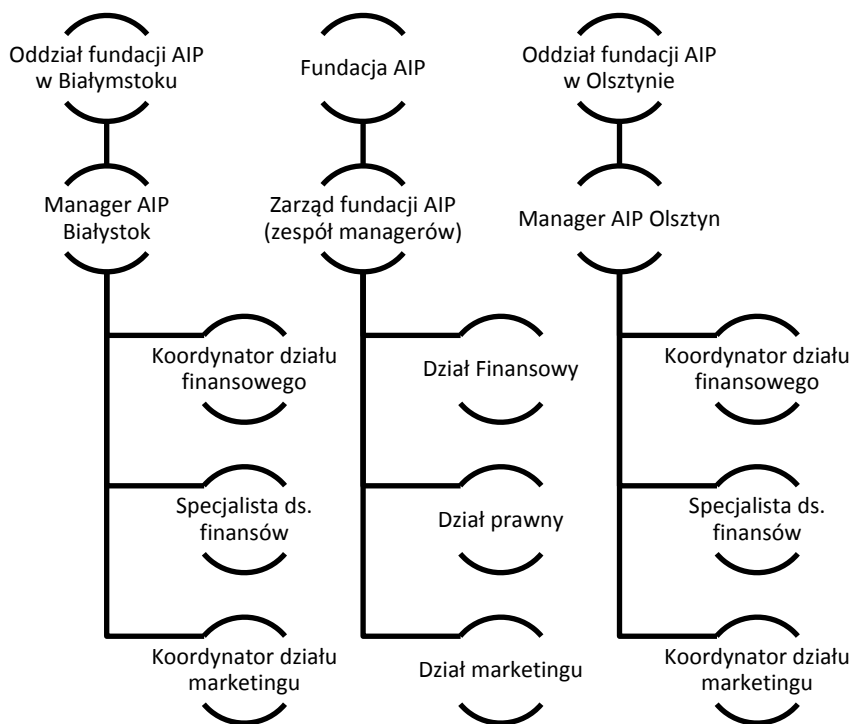 Oddział fundacji AIP
w Białymstoku
Fundacja AIP
Oddział fundacji AIP
w Olsztynie
Manager AIP
Białystok
Zarząd fundacji AIP
(zespół managerów)
Manager AIP Olsztyn
Koordynator działu
finansowego
Dział Finansowy
Koordynator działu
finansowego
Specjalista ds.
finansów
Dział prawny
Specjalista ds.
finansów
Koordynator działu
marketingu
Dział marketingu
Koordynator działu
marketingu